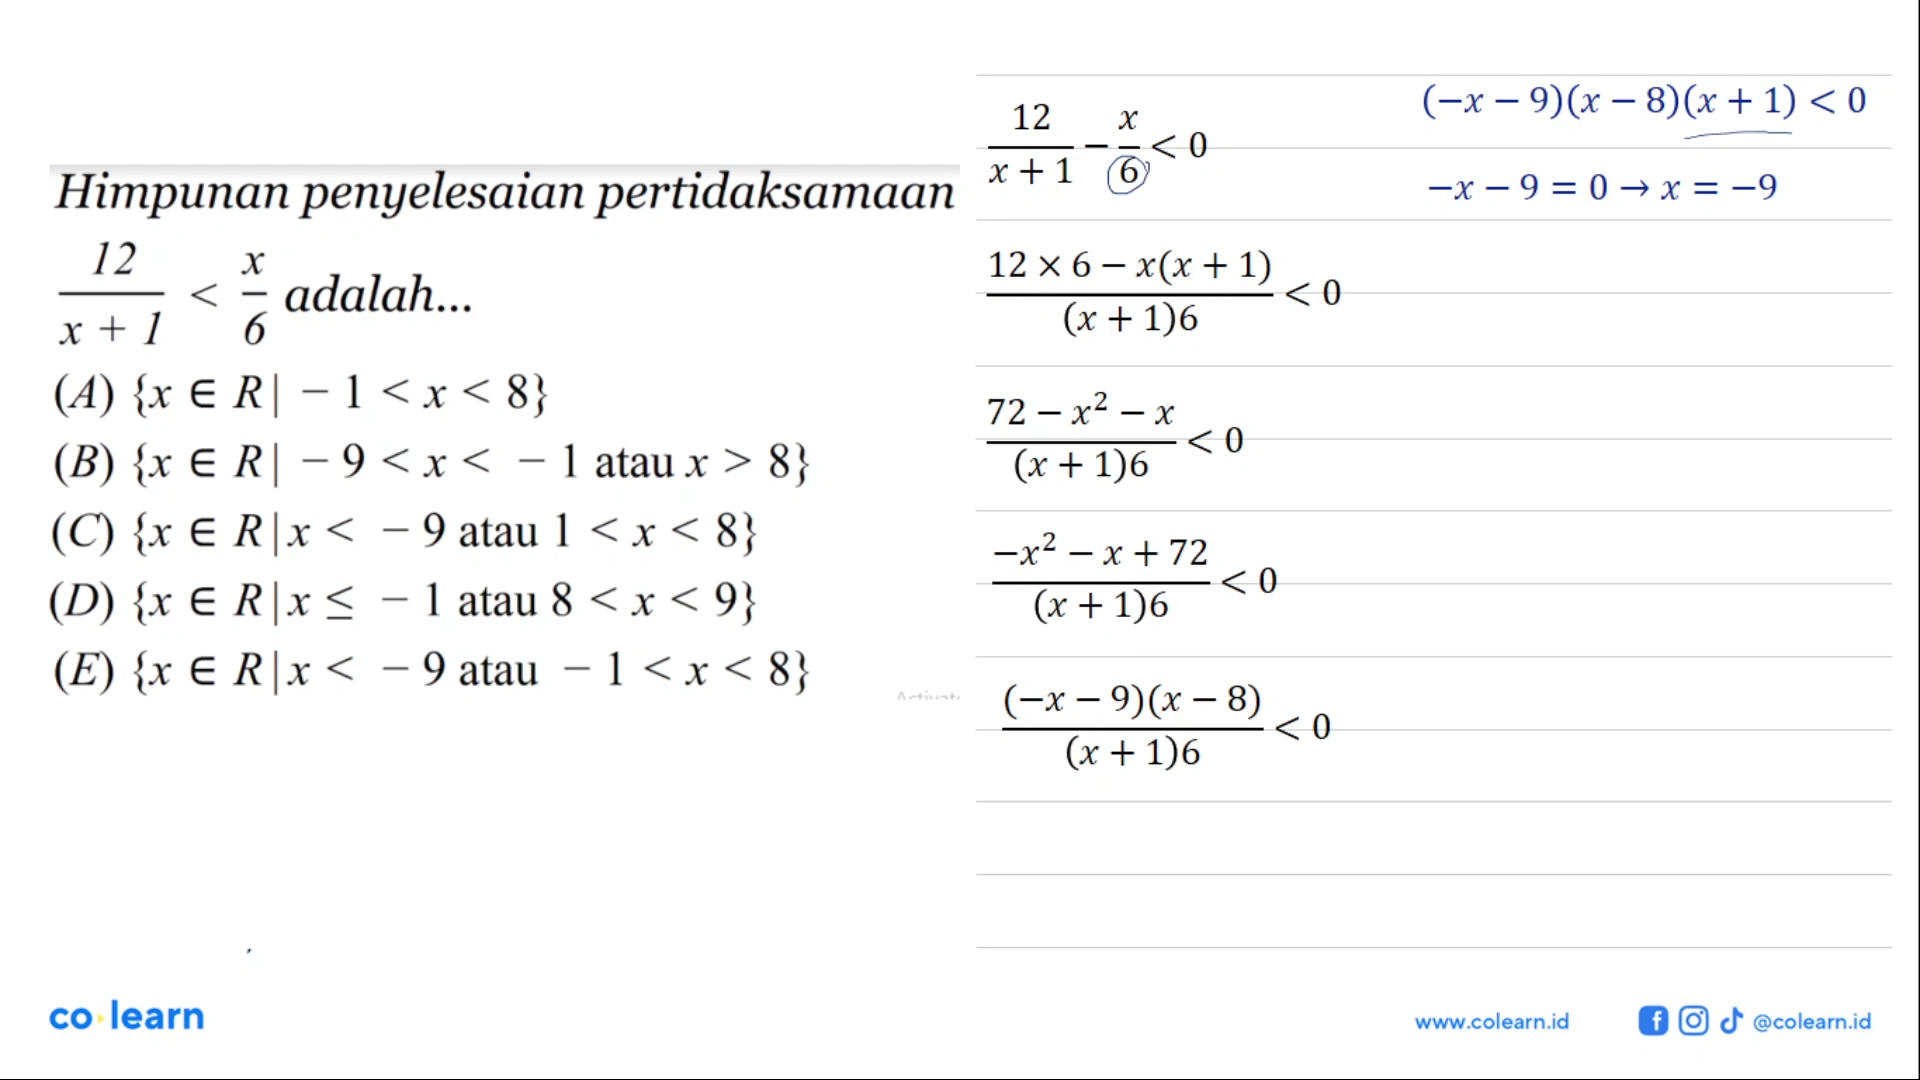 Himpunan penyelesaian pertidaksamaan
12/(x + 1) < x/6 adalah...
(A) {x ∈ R| − 1 < x < 8}
(B) {x ∈ R| − 9 < x < − 1 atau x > 8}
(C) {x ∈ R|x < − 9 atau 1 < x < 8}
(D) {x ∈ R|x ≤ − 1 atau 8 < x < 9}
(E) {x ∈ R|x < − 9 atau − 1 < x < 8}
12/(x + 1) − x/6 < 0
(12 × 6 − x(x + 1))/((x + 1)6) < 0
(72 − x² − x)/((x + 1)6) < 0
(−x² − x + 72)/((x + 1)6) < 0
((−x − 9)(x − 8))/((x + 1)6) < 0
(−x − 9)(x − 8)(x + 1) < 0
−x − 9 = 0 → x = −9
co learn
www.colearn.id
@colearn.id